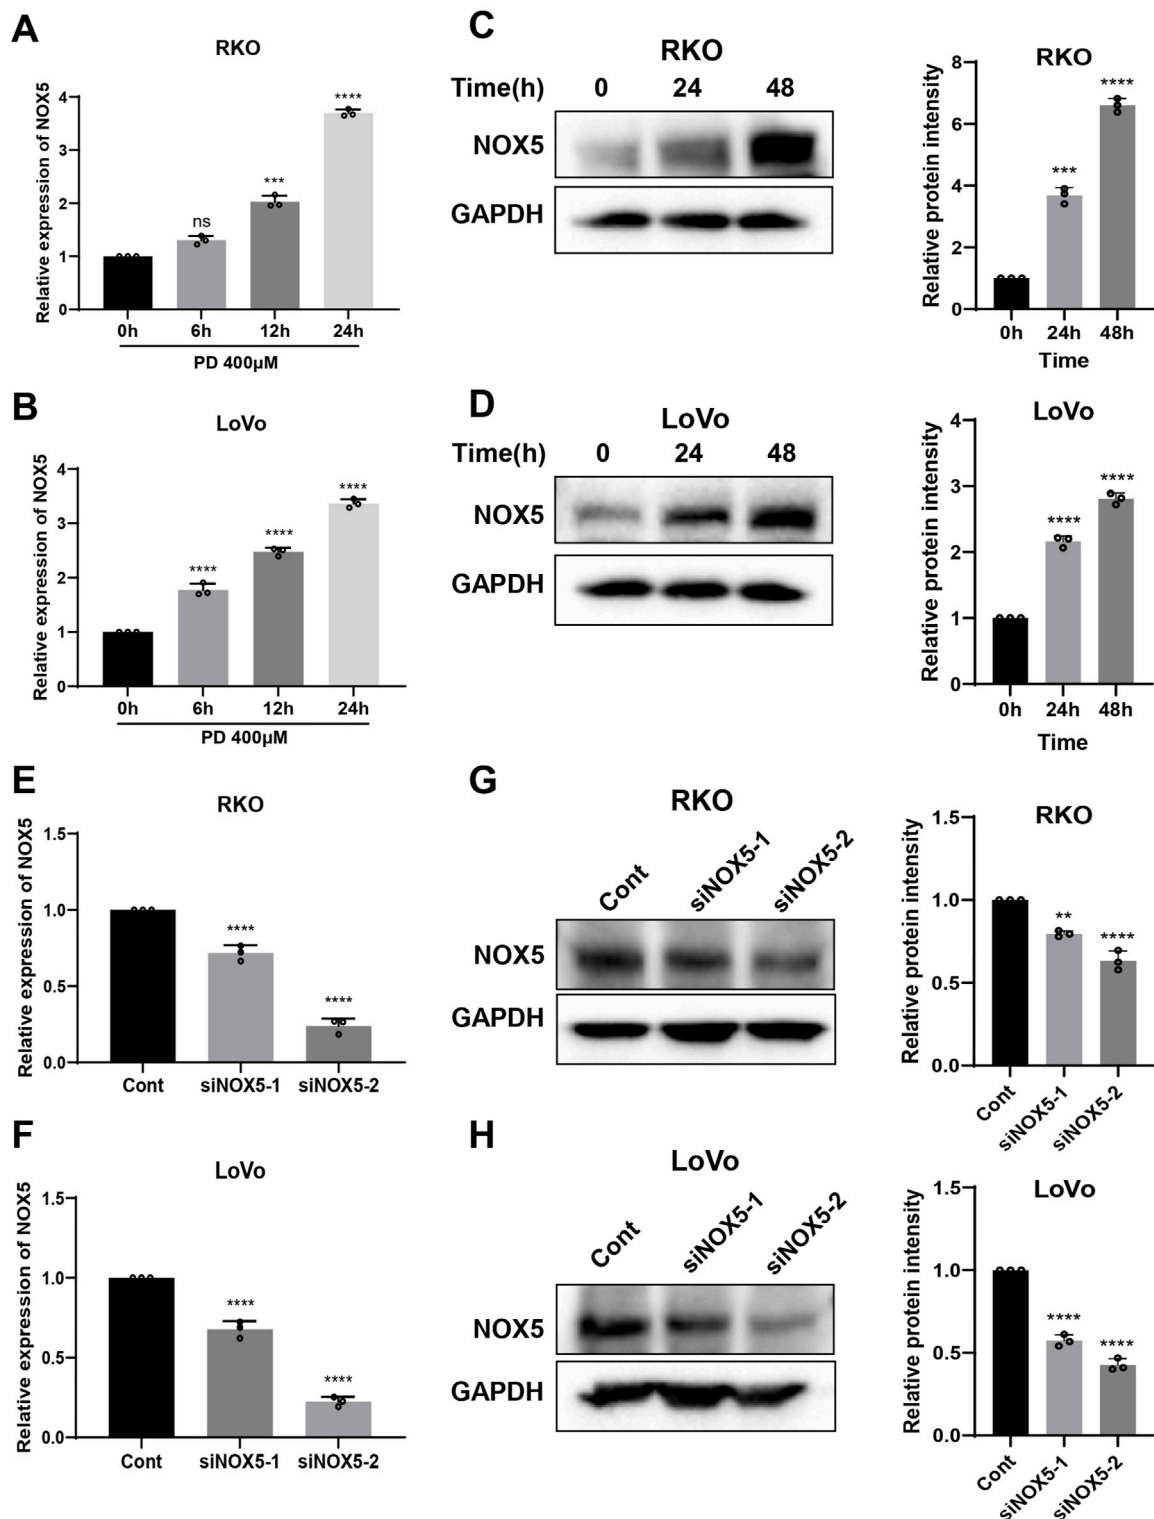 A
RKO
Relative expression of NOX5
4
3
2
1
0
ns
***
****
0h 6h 12h 24h
PD 400μM
C
RKO
Time(h) 0 24 48
NOX5
GAPDH
RKO
Relative protein intensity
8
6
4
2
0
***
****
0h 24h 48h
Time
B
LoVo
Relative expression of NOX5
4
3
2
1
0
****
****
****
0h 6h 12h 24h
PD 400μM
D
LoVo
Time(h) 0 24 48
NOX5
GAPDH
LoVo
Relative protein intensity
4
3
2
1
0
****
****
0h 24h 48h
Time
E
RKO
Relative expression of NOX5
1.5
1.0
0.5
0.0
****
****
Cont siNOX5-1 siNOX5-2
G
RKO
Cont siNOX5-1 siNOX5-2
NOX5
GAPDH
RKO
Relative protein intensity
1.5
1.0
0.5
0.0
**
****
Cont siNOX5-1 siNOX5-2
F
LoVo
Relative expression of NOX5
1.5
1.0
0.5
0.0
****
****
Cont siNOX5-1 siNOX5-2
H
LoVo
Cont siNOX5-1 siNOX5-2
NOX5
GAPDH
LoVo
Relative protein intensity
1.5
1.0
0.5
0.0
****
****
Cont siNOX5-1 siNOX5-2